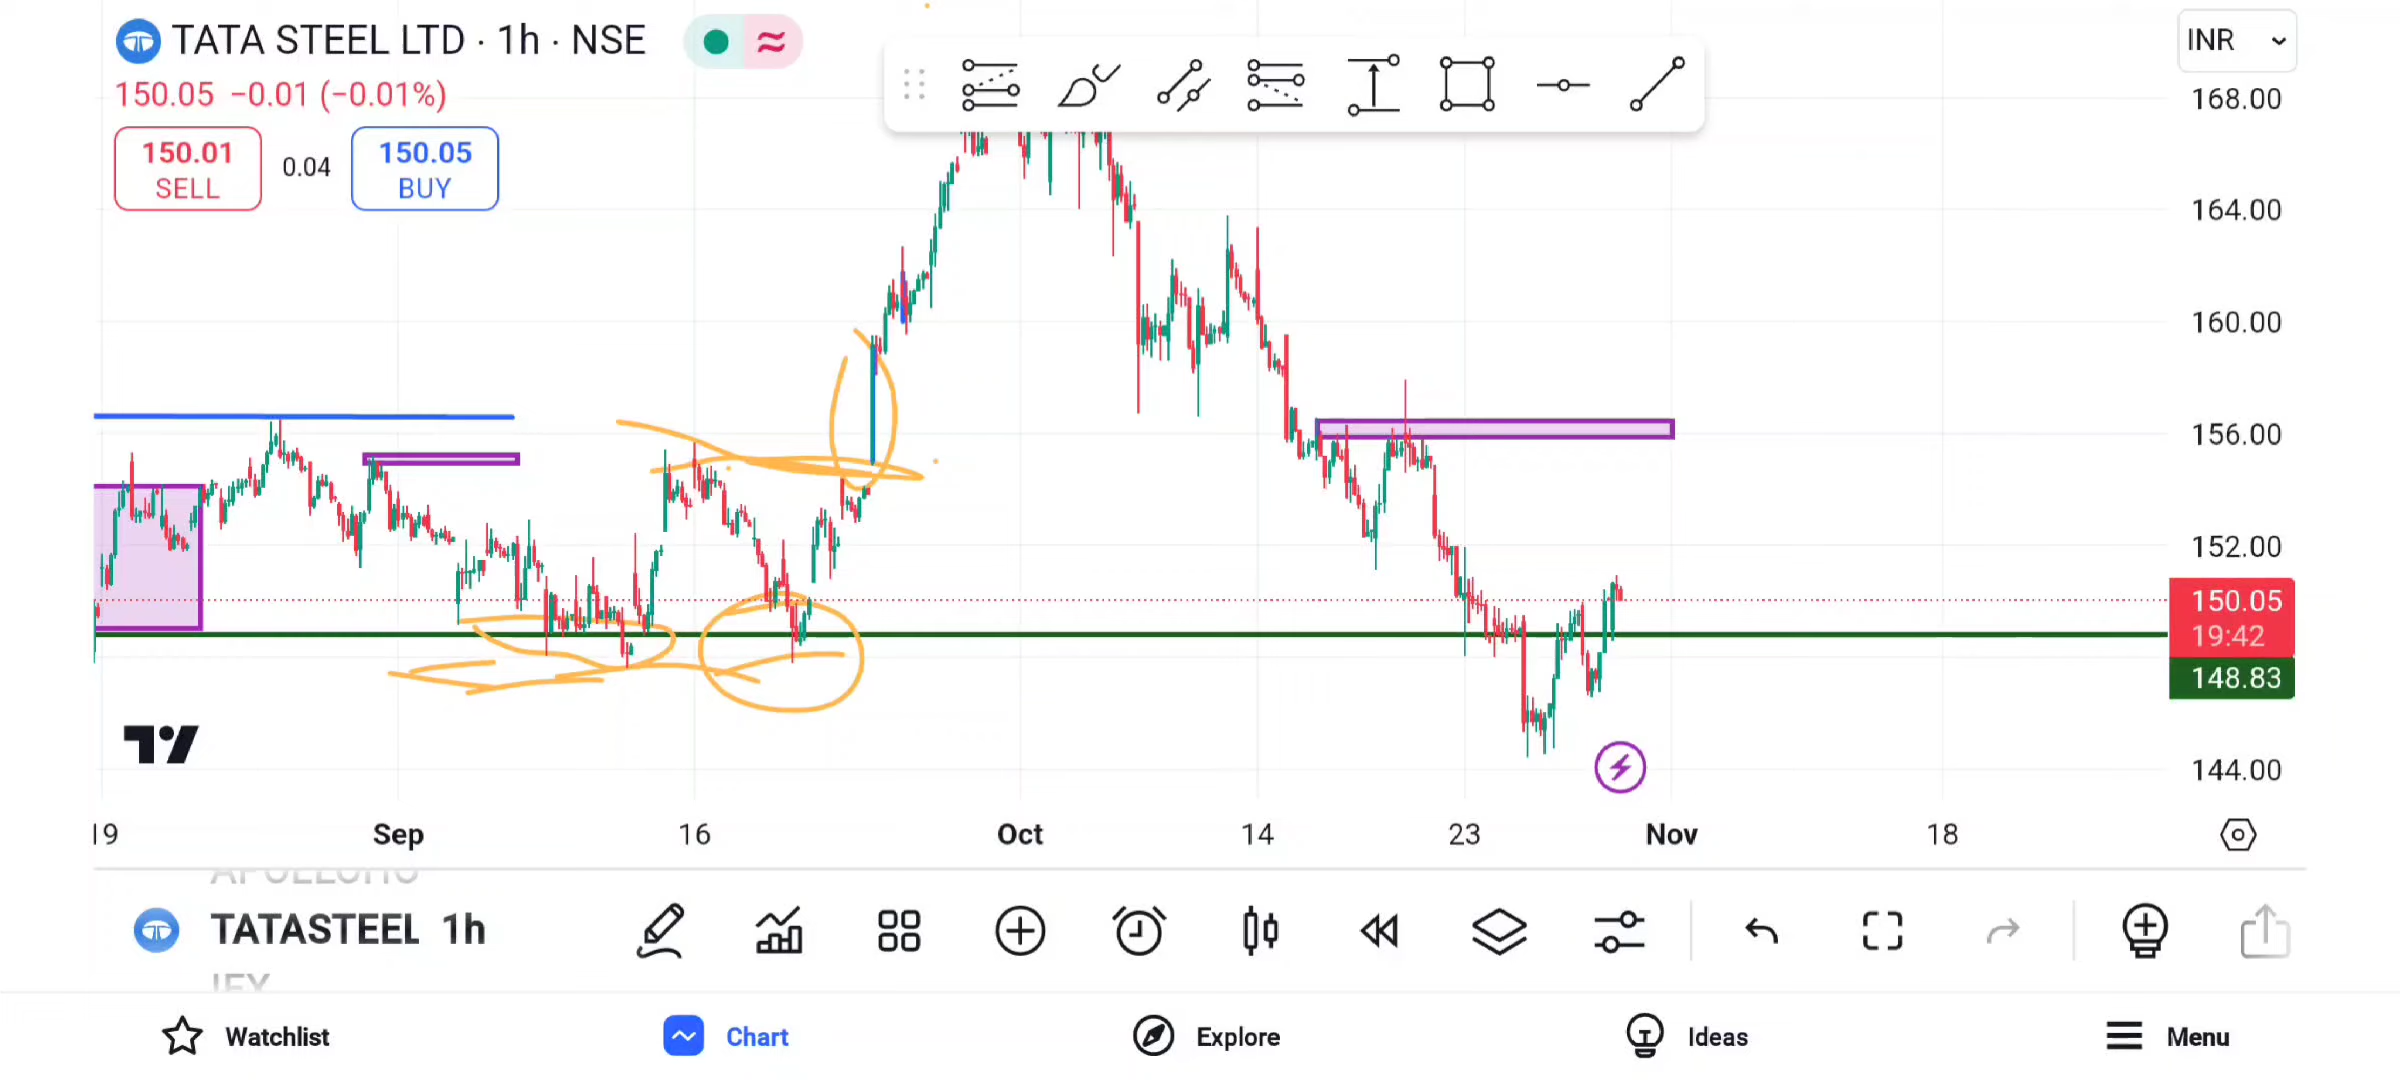 TATA STEEL LTD · 1h · NSE
150.05 −0.01 (−0.01%)
150.01
SELL
0.04
150.05
BUY
INR
168.00
164.00
160.00
156.00
152.00
150.05
19:42
148.83
144.00
19 Sep 16 Oct 14 23 Nov 18
TATASTEEL 1h
Watchlist Chart Explore Ideas Menu